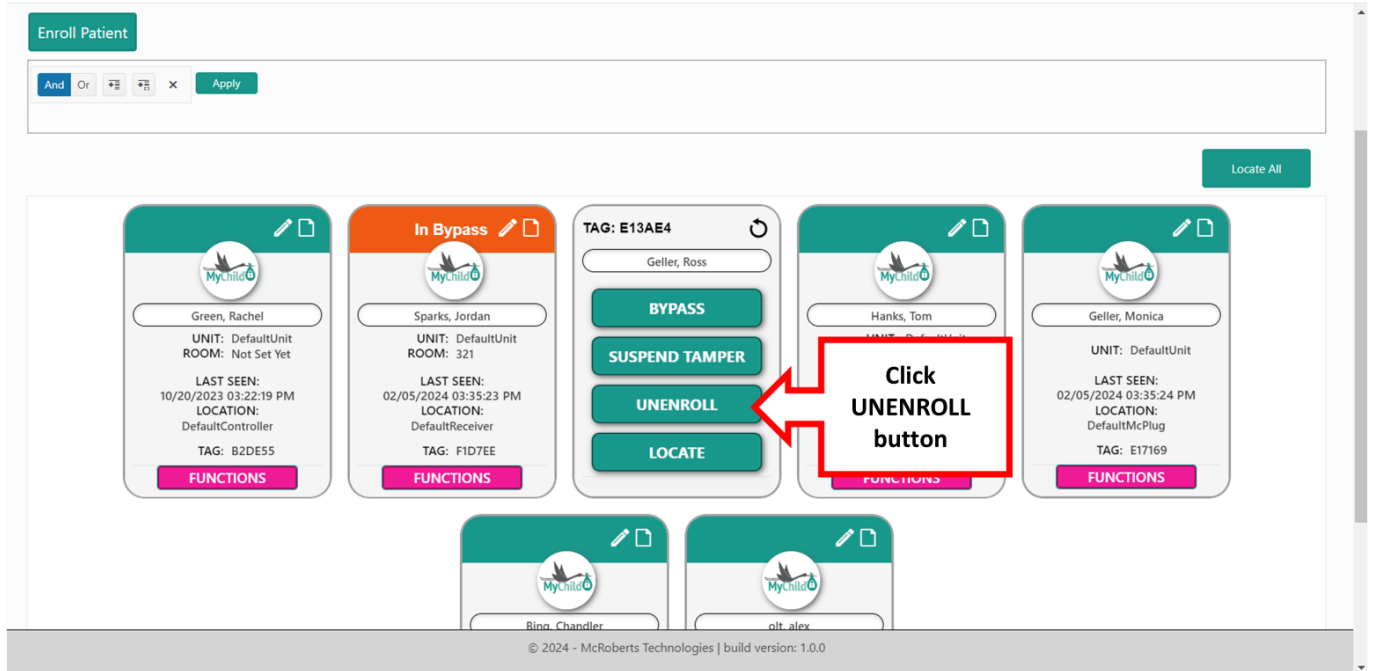 Enroll Patient
And Or Apply
Locate All
MyChild
Green, Rachel
UNIT: DefaultUnit
ROOM: Not Set Yet
LAST SEEN:
10/20/2023 03:22:19 PM
LOCATION:
DefaultController
TAG: B2DE55
FUNCTIONS
In Bypass
MyChild
Sparks, Jordan
UNIT: DefaultUnit
ROOM: 321
LAST SEEN:
02/05/2024 03:35:23 PM
LOCATION:
DefaultReceiver
TAG: F1D7EE
FUNCTIONS
TAG: E13AE4
Geller, Ross
BYPASS
SUSPEND TAMPER
UNENROLL
LOCATE
Click
UNENROLL
button
MyChild
Hanks, Tom
UNIT: DefaultUnit
FUNCTIONS
MyChild
Geller, Monica
UNIT: DefaultUnit
LAST SEEN:
02/05/2024 03:35:24 PM
LOCATION:
DefaultMcPlug
TAG: E17169
FUNCTIONS
MyChild
Bing, Chandler
MyChild
olt, alex
© 2024 - McRoberts Technologies | build version: 1.0.0